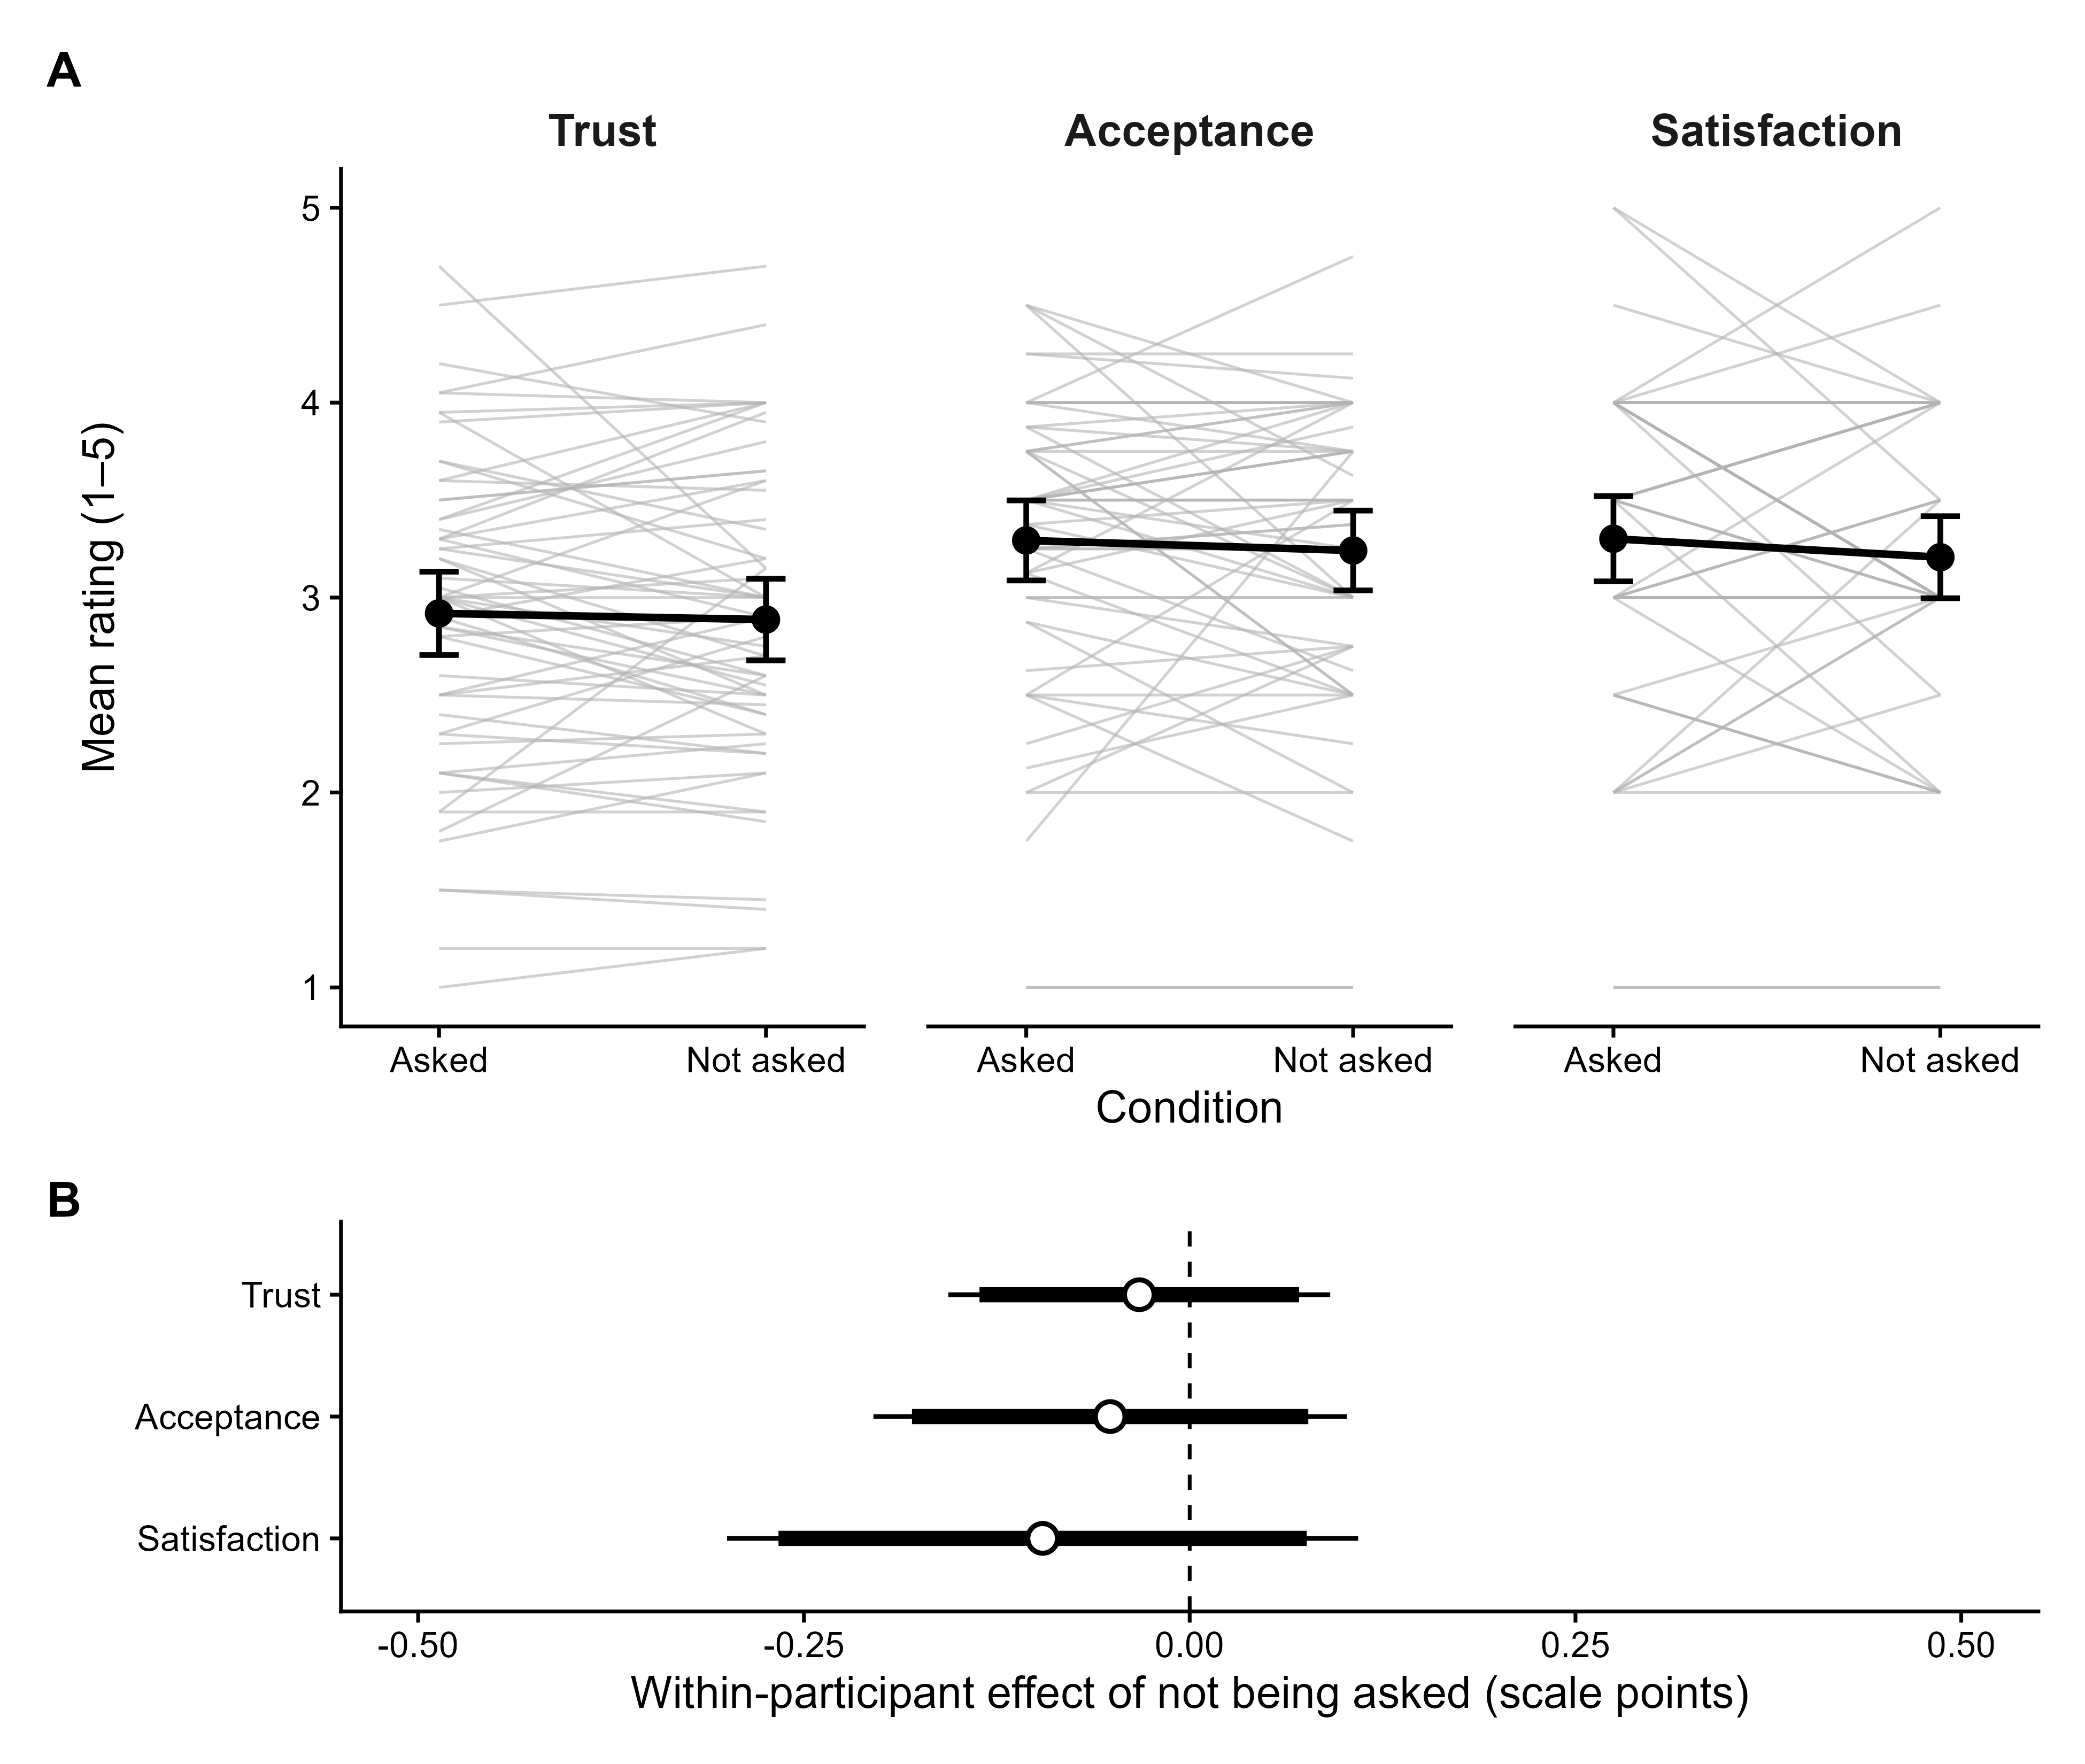 A
Trust Acceptance Satisfaction
5
4
3
2
1
Mean rating (1–5)
Asked Not asked Asked Not asked Asked Not asked
Condition
B
Trust
Acceptance
Satisfaction
-0.50 -0.25 0.00 0.25 0.50
Within-participant effect of not being asked (scale points)